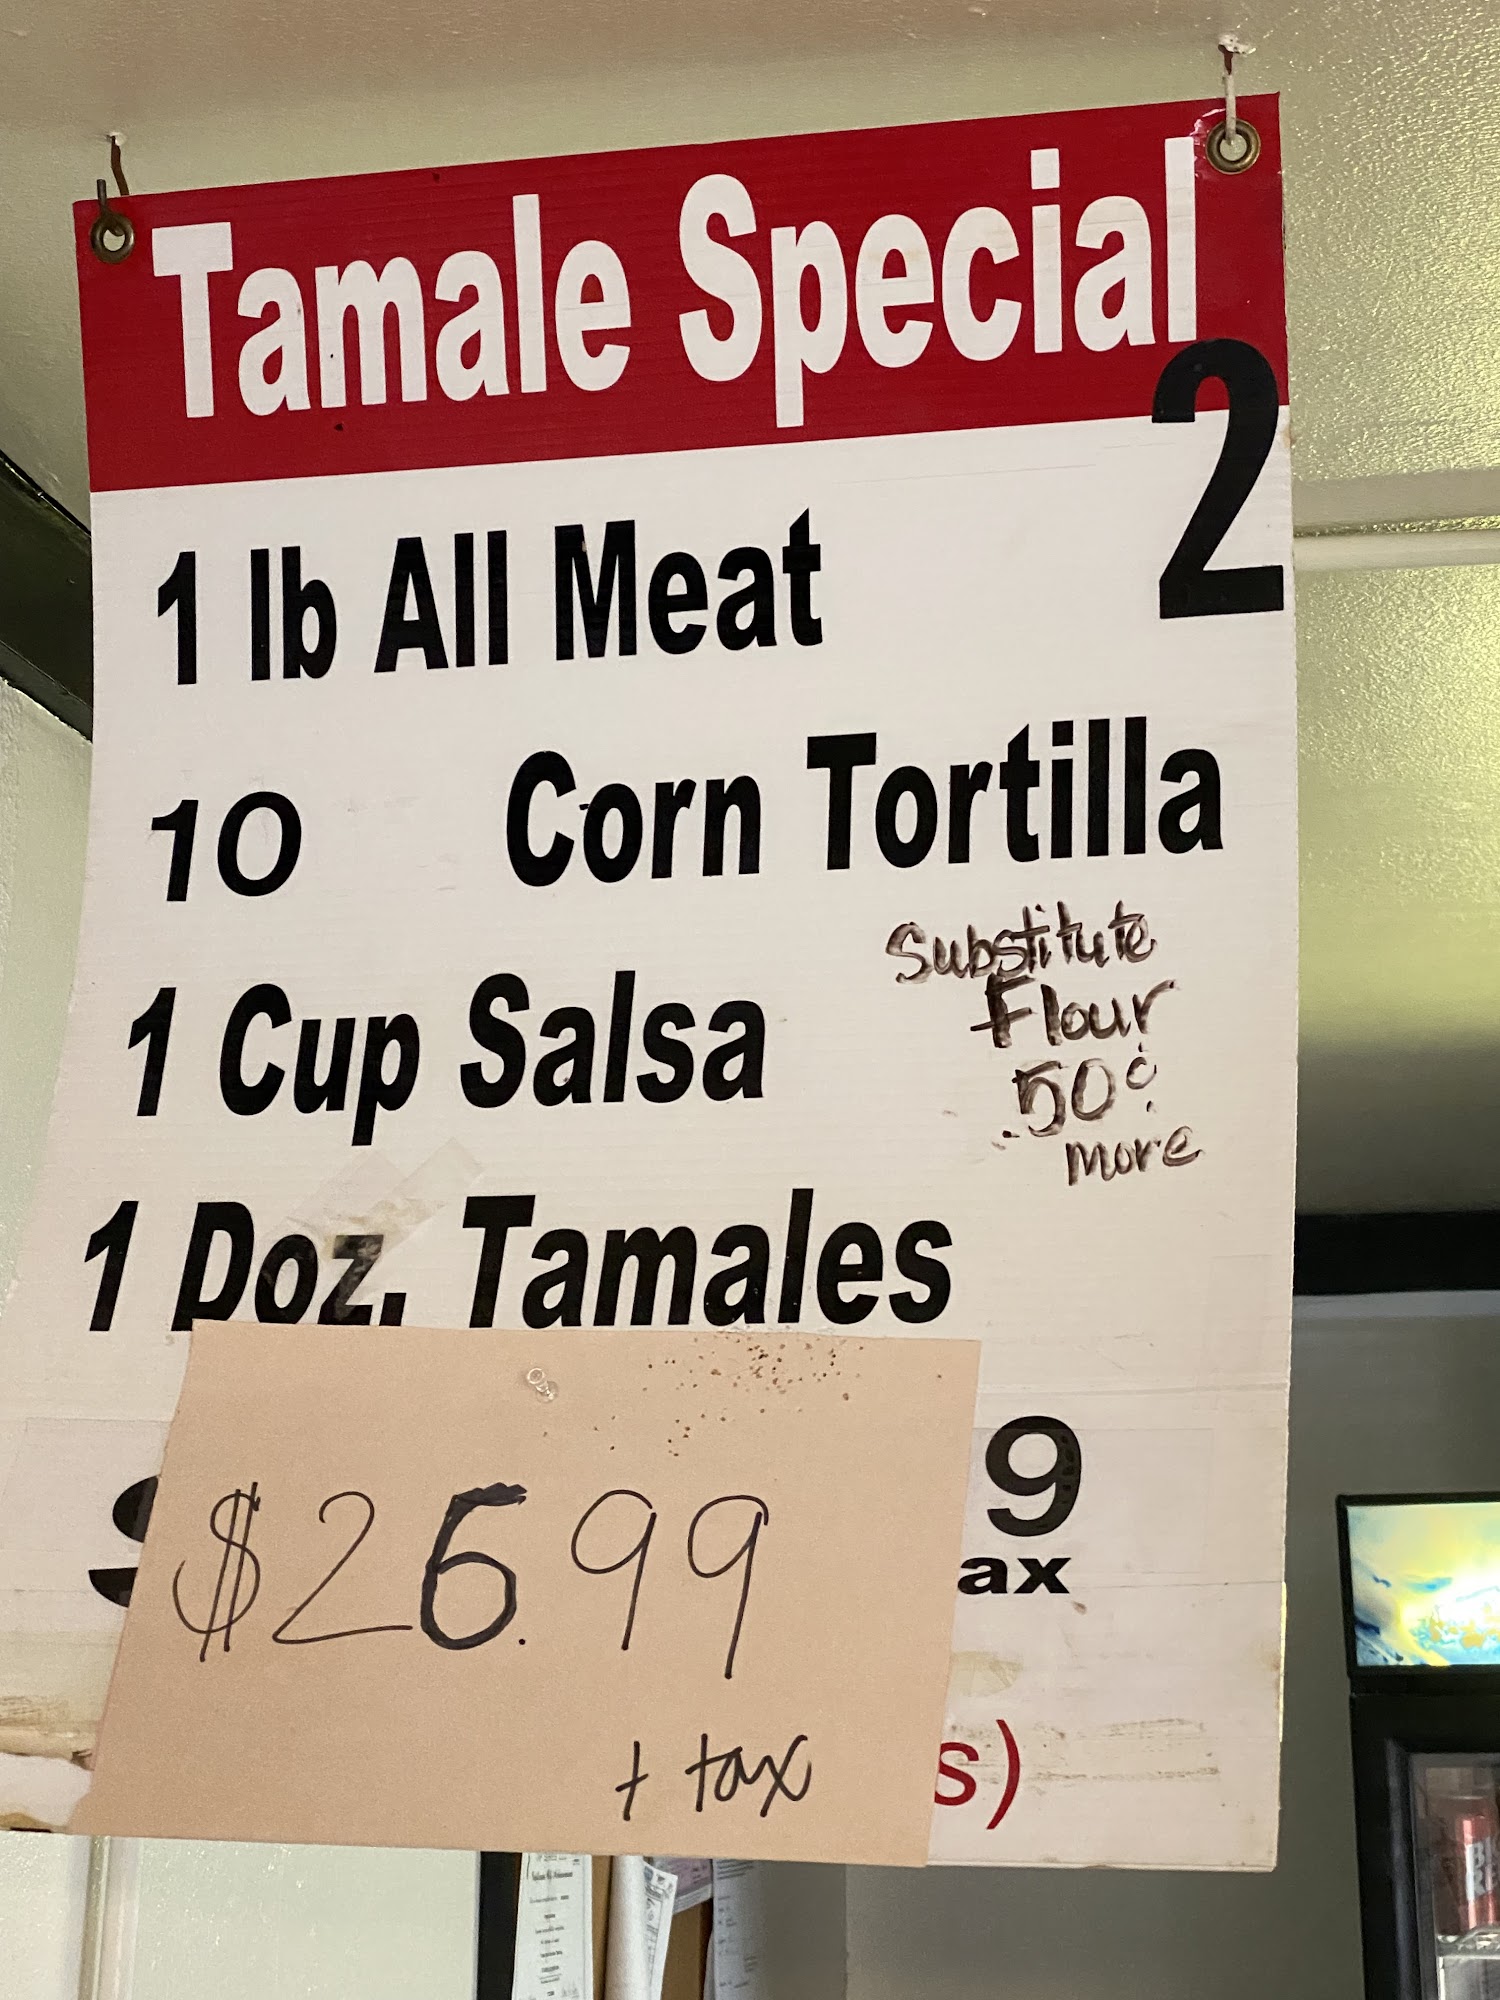 Tamale Special
2
1 lb All Meat
10 Corn Tortilla
Substitute
Flour
.50¢
more
1 Cup Salsa
1 Doz. Tamales
9
ax
$26.99
+ tax
s)